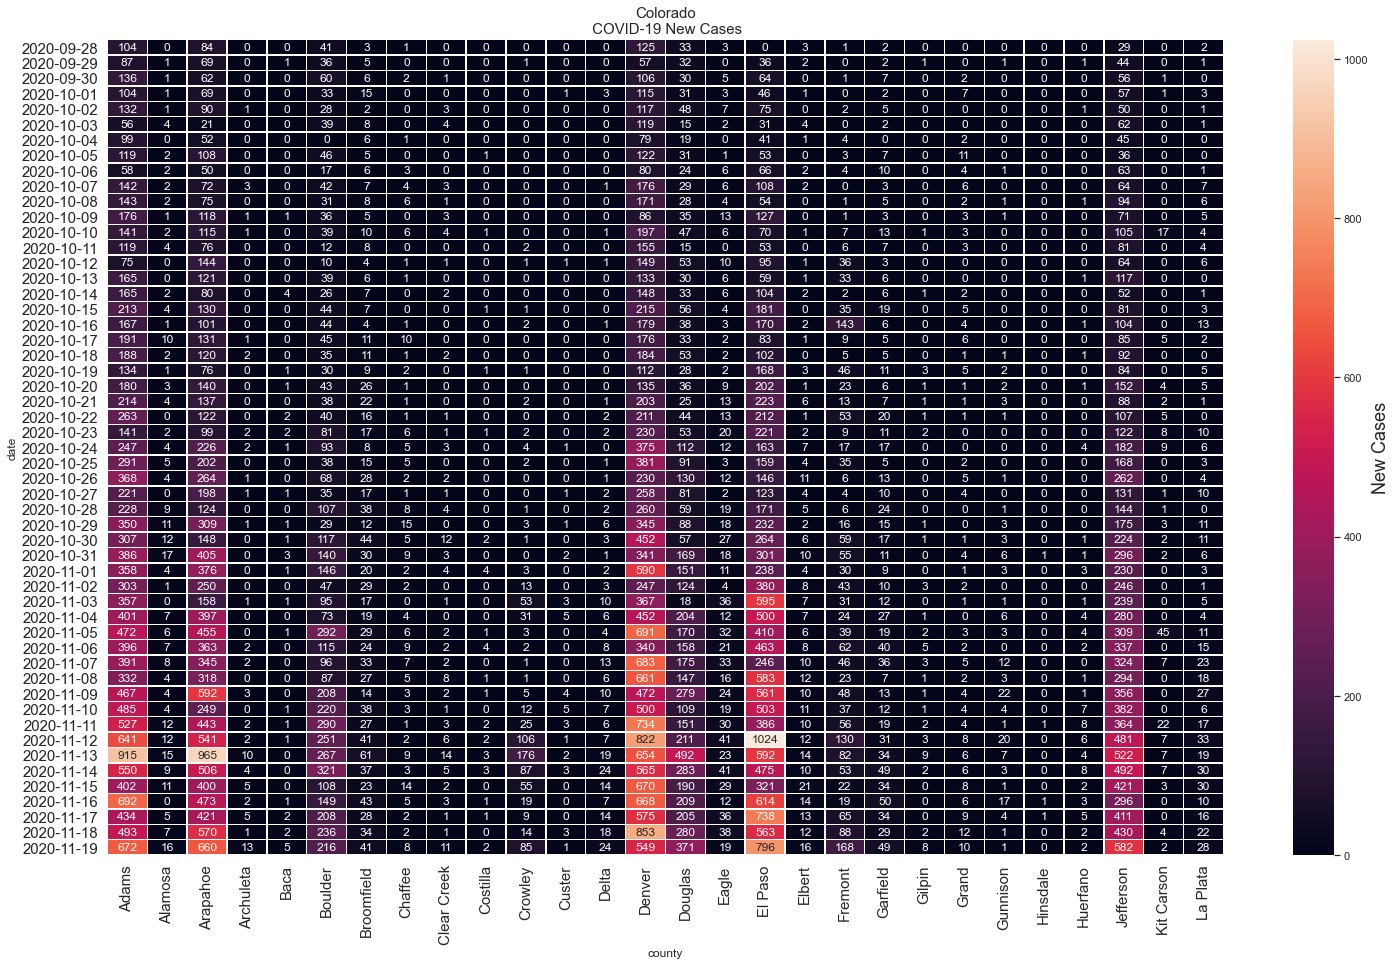 Colorado
COVID-19 New Cases
2020-09-28 104 0 84 0 0 41 3 1 0 0 0 0 0 125 33 3 0 3 1 2 0 0 0 0 0 29 0 2
2020-09-29 87 1 69 0 1 36 5 0 0 0 1 0 0 57 32 0 36 2 0 2 1 0 1 0 1 44 0 1
2020-09-30 136 1 62 0 0 60 6 2 1 0 0 0 0 106 30 5 64 0 1 7 0 2 0 0 0 56 1 0
2020-10-01 104 1 69 0 0 33 15 0 0 0 0 1 3 115 31 3 46 1 0 2 0 7 0 0 0 57 1 3
2020-10-02 132 1 90 1 0 28 2 0 3 0 0 0 0 117 48 7 75 0 2 5 0 0 0 0 1 50 0 1
2020-10-03 56 4 21 0 0 39 8 0 4 0 0 0 0 119 15 2 31 4 0 2 0 0 0 0 0 62 0 1
2020-10-04 99 0 52 0 0 0 6 1 0 0 0 0 0 79 19 0 41 1 4 0 0 2 0 0 0 45 0 0
2020-10-05 119 2 108 0 0 46 5 0 0 1 0 0 0 122 31 1 53 0 3 7 0 11 0 0 0 36 0 0
2020-10-06 58 2 50 0 0 17 6 3 0 0 0 0 0 80 24 6 66 2 4 10 0 4 1 0 0 63 0 1
2020-10-07 142 2 72 3 0 42 7 4 3 0 0 0 1 176 29 6 108 2 0 3 0 6 0 0 0 64 0 7
2020-10-08 143 2 75 0 0 31 8 6 1 0 0 0 0 171 28 4 54 0 1 5 0 2 1 0 1 94 0 6
2020-10-09 176 1 118 1 1 36 5 0 3 0 0 0 0 86 35 13 127 0 1 3 0 3 1 0 0 71 0 5
2020-10-10 141 2 115 1 0 39 10 6 4 1 0 0 1 197 47 6 70 1 7 13 1 3 0 0 0 105 17 4
2020-10-11 119 4 76 0 0 12 8 0 0 0 2 0 0 155 15 0 53 0 6 7 0 3 0 0 0 81 0 4
2020-10-12 75 0 144 0 0 10 4 1 1 0 1 1 1 149 53 10 95 1 36 3 0 0 0 0 0 64 0 6
2020-10-13 165 0 121 0 0 39 6 1 0 0 0 0 0 133 30 6 59 1 33 6 0 0 0 0 1 117 0 0
2020-10-14 165 2 80 0 4 26 7 0 2 0 0 0 0 148 33 6 104 2 2 6 1 2 0 0 0 52 0 1
2020-10-15 213 4 130 0 0 44 7 0 0 1 1 0 0 215 56 4 181 0 35 19 0 5 0 0 0 81 0 3
2020-10-16 167 1 101 0 0 44 4 1 0 0 2 0 1 179 38 3 170 2 143 6 0 4 0 0 1 104 0 13
2020-10-17 191 10 131 1 0 45 11 10 0 0 0 0 0 176 33 2 83 1 9 5 0 6 0 0 0 85 5 2
2020-10-18 188 2 120 2 0 35 11 1 2 0 0 0 0 184 53 2 102 0 5 5 0 1 1 0 1 92 0 0
2020-10-19 134 1 76 0 1 30 9 2 0 1 1 0 0 112 28 2 168 3 46 11 3 5 2 0 0 84 0 5
2020-10-20 180 3 140 0 1 43 26 1 0 0 0 0 0 135 36 9 202 1 23 6 1 1 2 0 1 152 4 5
2020-10-21 214 4 137 0 0 38 22 1 0 0 2 0 1 203 25 13 223 6 13 7 1 1 3 0 0 88 2 1
2020-10-22 263 0 122 0 2 40 16 1 1 0 0 0 2 211 44 13 212 1 53 20 1 1 1 0 0 107 5 0
2020-10-23 141 2 99 2 2 81 17 6 1 1 2 0 2 230 53 20 221 2 9 11 2 0 0 0 0 122 8 10
2020-10-24 247 4 226 2 1 93 8 5 3 0 4 1 0 375 112 12 163 7 17 17 0 0 0 0 4 182 9 6
2020-10-25 291 5 202 0 0 38 15 5 0 0 2 0 1 381 91 3 159 4 35 5 0 2 0 0 0 168 0 3
2020-10-26 368 4 264 1 0 68 28 2 2 0 0 0 1 230 130 12 146 11 6 13 0 5 1 0 0 262 0 4
2020-10-27 221 0 198 1 1 35 17 1 1 0 0 1 2 258 81 2 123 4 4 10 0 4 0 0 0 131 1 10
2020-10-28 228 9 124 0 0 107 38 8 4 0 1 0 2 260 59 19 171 5 6 24 0 0 1 0 0 144 1 0
2020-10-29 350 11 309 1 1 29 12 15 0 0 3 1 6 345 88 18 232 2 16 15 1 0 3 0 0 175 3 11
2020-10-30 307 12 148 0 1 117 44 5 12 2 1 0 3 452 57 27 264 6 59 17 1 1 3 0 1 224 2 11
2020-10-31 386 17 405 0 3 140 30 9 3 0 0 2 1 341 169 18 301 10 55 11 0 4 6 1 1 296 2 6
2020-11-01 358 4 376 0 1 146 20 2 4 4 3 0 2 590 151 11 238 4 30 9 0 1 3 0 3 230 0 3
2020-11-02 303 1 250 0 0 47 29 2 0 0 13 0 3 247 124 4 380 8 43 10 3 2 0 0 0 246 0 1
2020-11-03 357 0 158 1 1 95 17 0 1 0 53 3 10 367 18 36 595 7 31 12 0 1 1 0 1 239 0 5
2020-11-04 401 7 397 0 0 73 19 4 0 0 31 5 6 452 204 12 500 7 24 27 1 0 6 0 4 280 0 4
2020-11-05 472 6 455 0 1 292 29 6 2 1 3 0 4 691 170 32 410 6 39 19 2 3 3 0 4 309 45 11
2020-11-06 396 7 363 2 0 115 24 9 2 4 2 0 8 340 158 21 463 8 62 40 5 2 0 0 2 337 0 15
2020-11-07 391 8 345 2 0 96 33 7 2 0 1 0 13 683 175 33 246 10 46 36 3 5 12 0 0 324 7 23
2020-11-08 332 4 318 0 0 87 27 5 8 1 1 0 6 661 147 16 583 12 23 7 1 2 3 0 1 294 0 18
2020-11-09 467 4 592 3 0 208 14 3 2 1 5 4 10 472 279 24 561 10 48 13 1 4 22 0 1 356 0 27
2020-11-10 485 4 249 0 1 220 38 3 1 0 12 5 7 500 109 19 503 11 37 12 1 4 4 0 7 382 0 6
2020-11-11 527 12 443 2 1 290 27 1 3 2 25 3 6 734 151 30 386 10 56 19 2 4 1 1 8 364 22 17
2020-11-12 641 12 541 2 1 251 41 2 6 2 106 1 7 822 211 41 1024 12 130 31 3 8 20 0 6 481 7 33
2020-11-13 915 15 965 10 0 267 61 9 14 3 176 2 19 654 492 23 592 14 82 34 9 6 7 0 4 522 7 19
2020-11-14 550 9 506 4 0 321 37 3 5 3 87 3 24 565 283 41 475 10 53 49 2 6 3 0 8 492 7 30
2020-11-15 402 11 400 5 0 108 23 14 2 0 55 0 14 670 190 29 321 21 22 34 0 8 1 0 2 421 3 30
2020-11-16 692 0 473 2 1 149 43 5 3 1 19 0 7 668 209 12 614 14 19 50 0 6 17 1 3 296 0 10
2020-11-17 434 5 421 5 2 208 28 2 1 1 9 0 14 575 205 36 738 13 65 34 0 9 4 1 5 411 0 16
2020-11-18 493 7 570 1 2 236 34 2 1 0 14 3 18 853 280 38 563 12 88 29 2 12 1 0 2 430 4 22
2020-11-19 672 16 660 13 5 216 41 8 11 2 85 1 24 549 371 19 796 16 168 49 8 10 1 0 2 582 2 28
Adams Alamosa Arapahoe Archuleta Baca Boulder Broomfield Chaffee Clear Creek Costilla Crowley Custer Delta Denver Douglas Eagle El Paso Elbert Fremont Garfield Gilpin Grand Gunnison Hinsdale Huerfano Jefferson Kit Carson La Plata
county
date
1000
800
600
400
200
0
New Cases